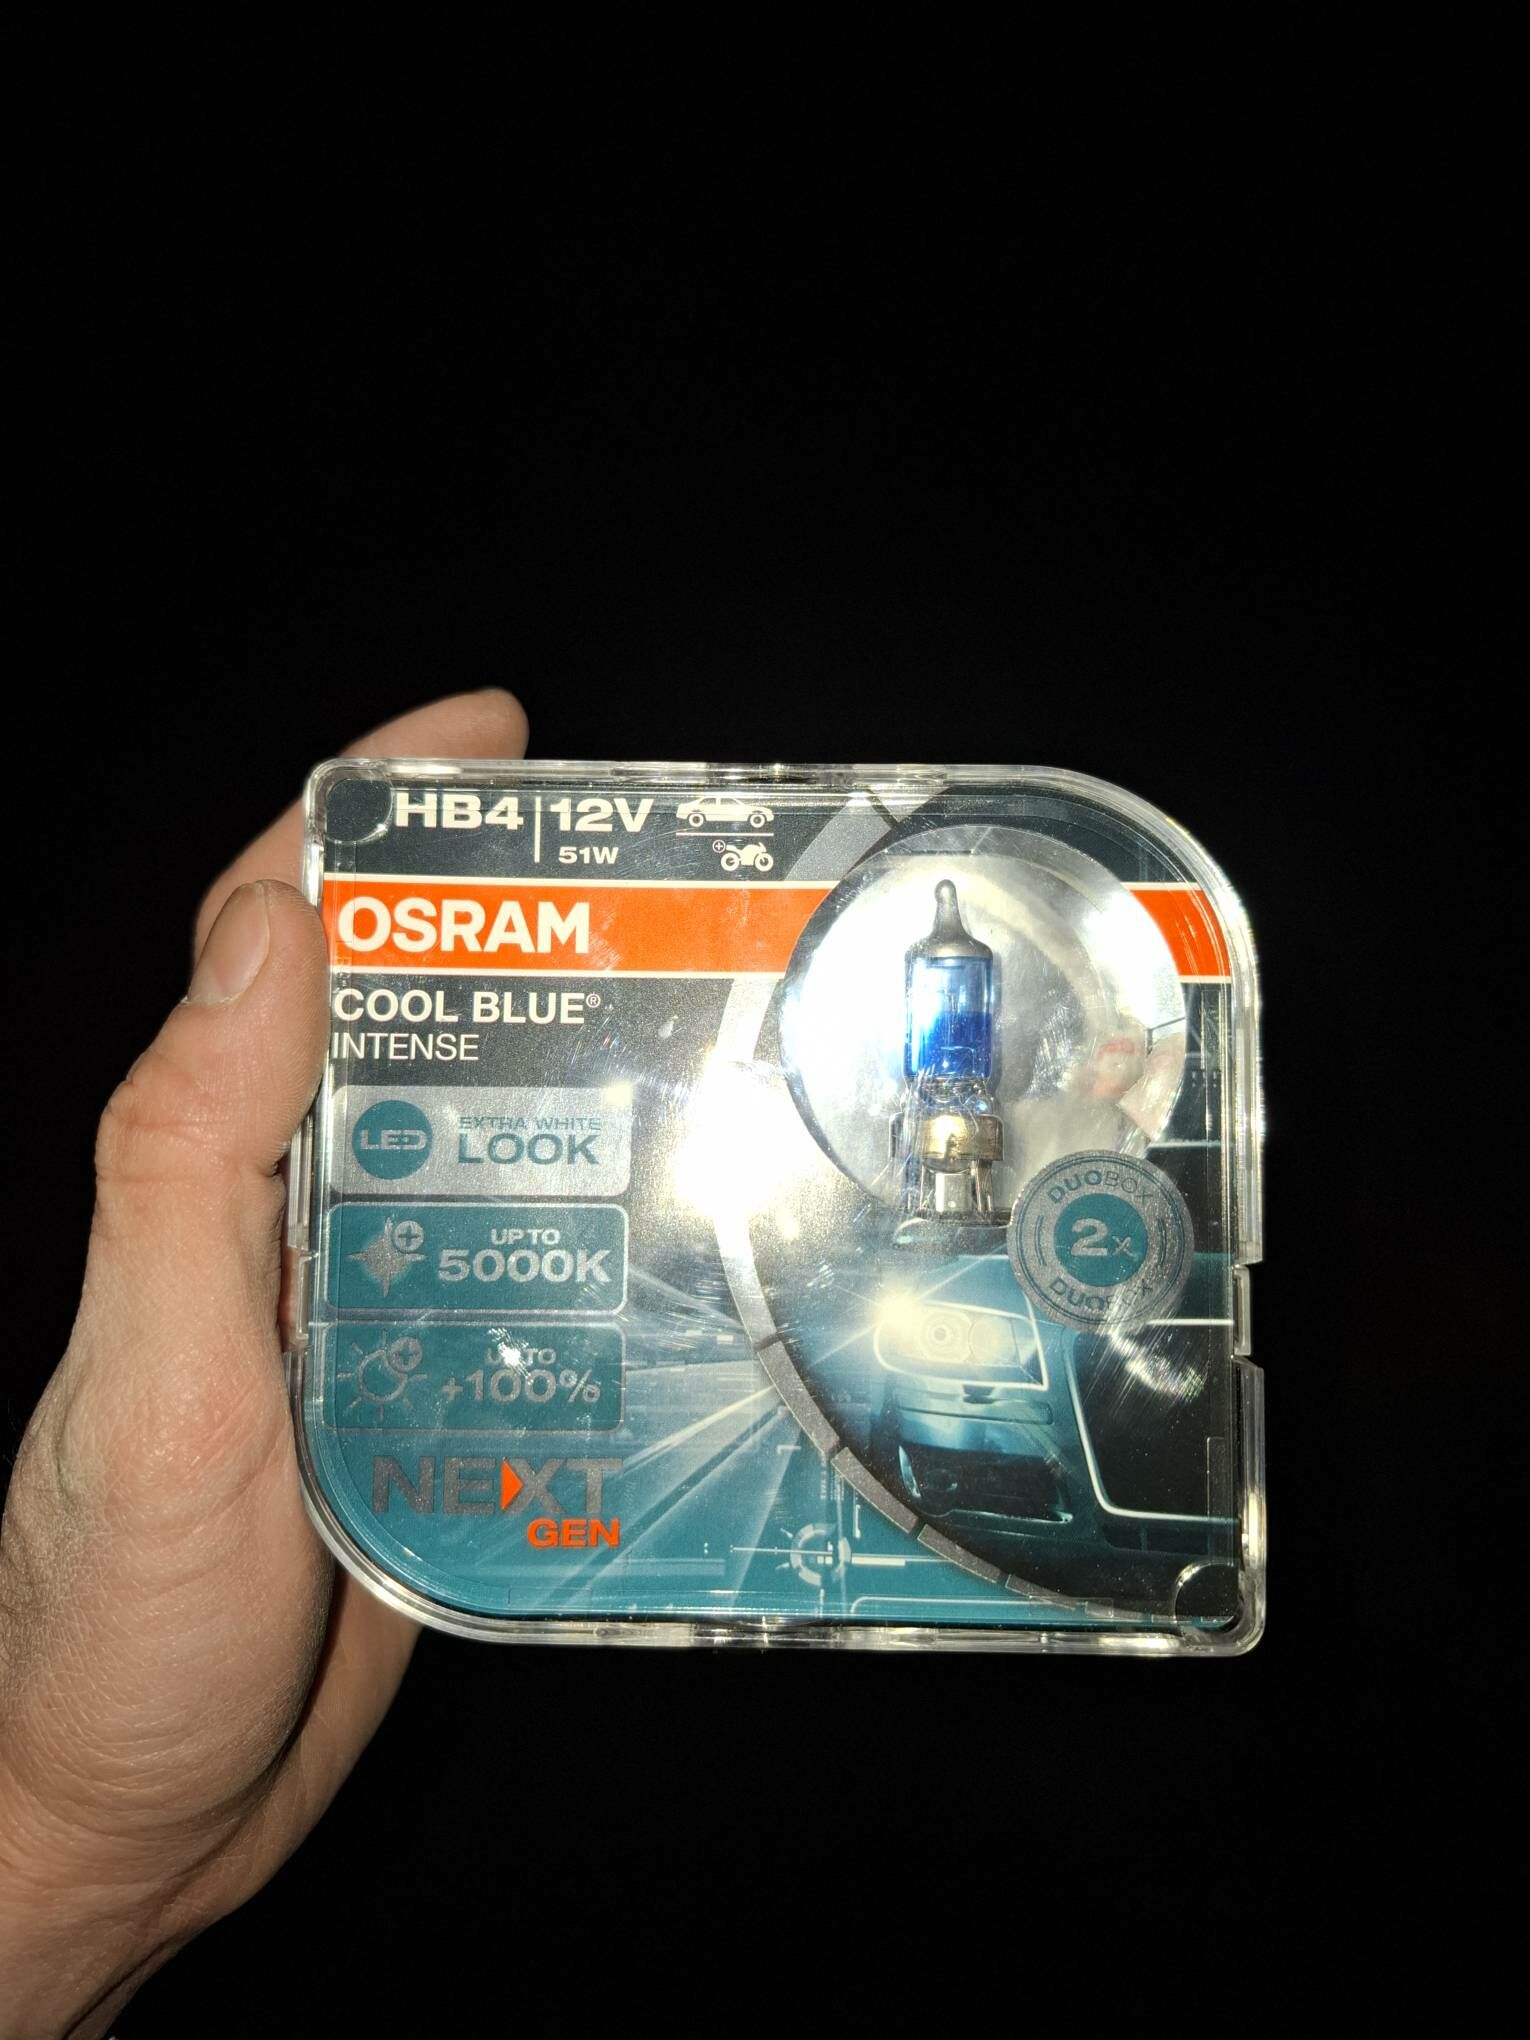 HB4 | 12V
51W
OSRAM
COOL BLUE®
INTENSE
LED
EXTRA WHITE
LOOK
UP TO
5000K
UP TO
+100%
NEXT
GEN
DUOBOX
2x
DUOBOX